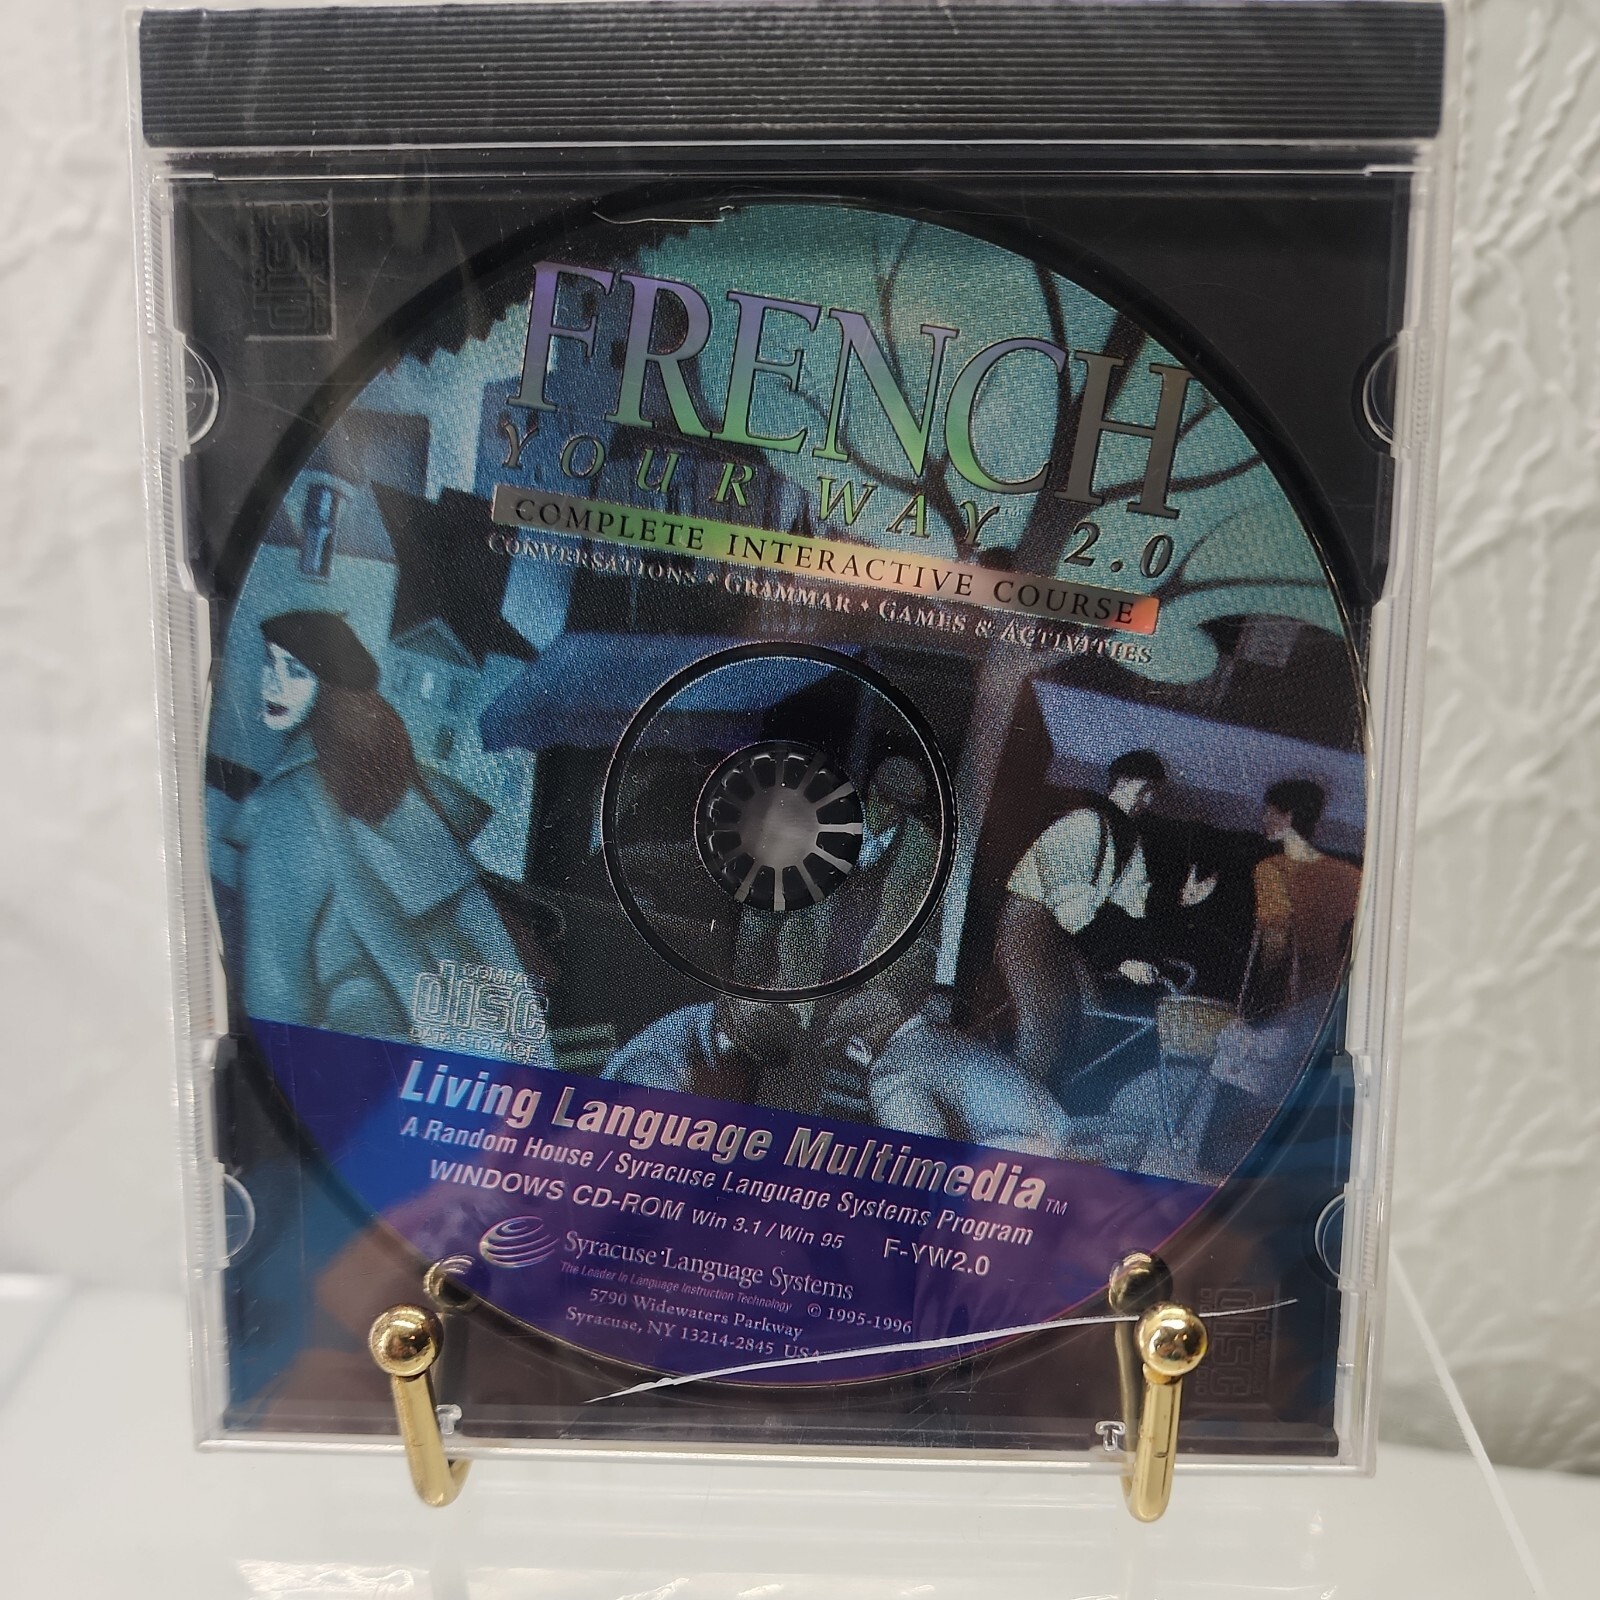 FRENCH
YOUR WAY 2.0
COMPLETE INTERACTIVE COURSE
CONVERSATIONS • GRAMMAR • GAMES & ACTIVITIES
COMPACT
disc
DATA STORAGE
Living Language Multimedia™
A Random House / Syracuse Language Systems Program
WINDOWS CD-ROM Win 3.1 / Win 95 F-YW2.0
Syracuse Language Systems
The Leader in Language Instruction Technology © 1995-1996
5790 Widewaters Parkway
Syracuse, NY 13214-2845 USA